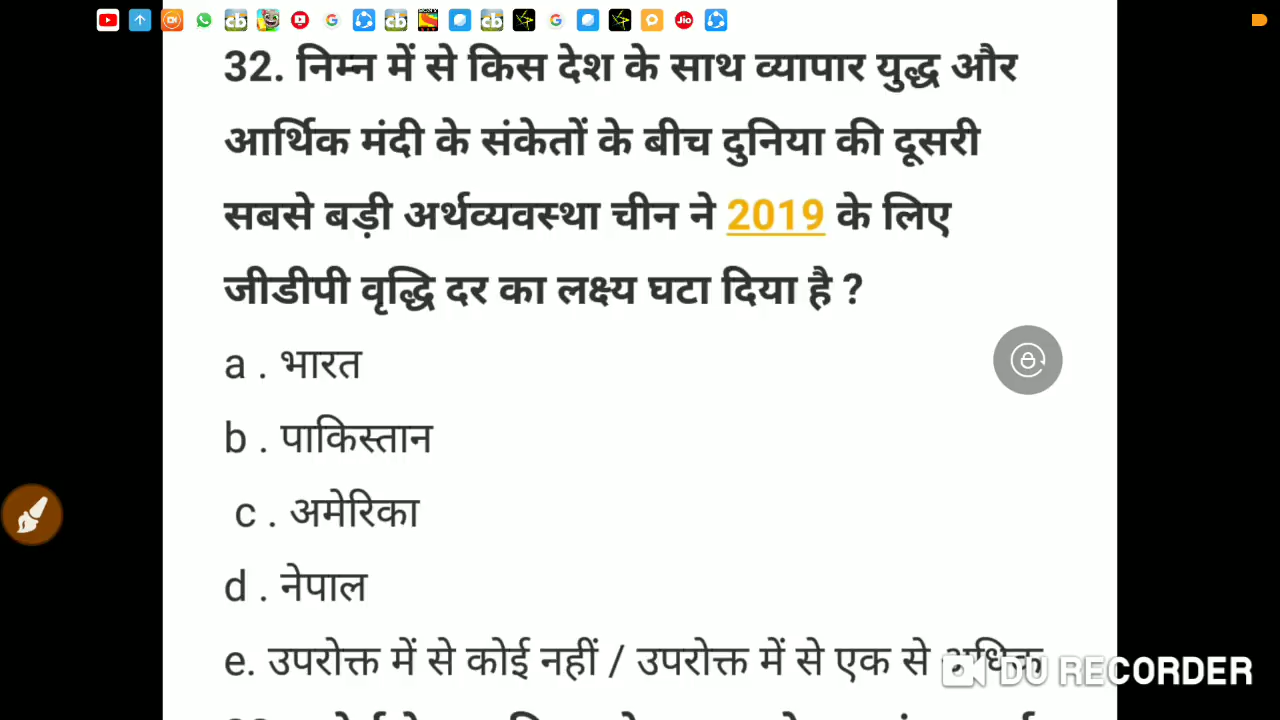 32. निम्न में से किस देश के साथ व्यापार युद्ध और
आर्थिक मंदी के संकेतों के बीच दुनिया की दूसरी
सबसे बड़ी अर्थव्यवस्था चीन ने 2019 के लिए
जीडीपी वृद्धि दर का लक्ष्य घटा दिया है ?
a . भारत
b . पाकिस्तान
c . अमेरिका
d . नेपाल
e. उपरोक्त में से कोई नहीं / उपरोक्त में से एक से अधिक
DU RECORDER